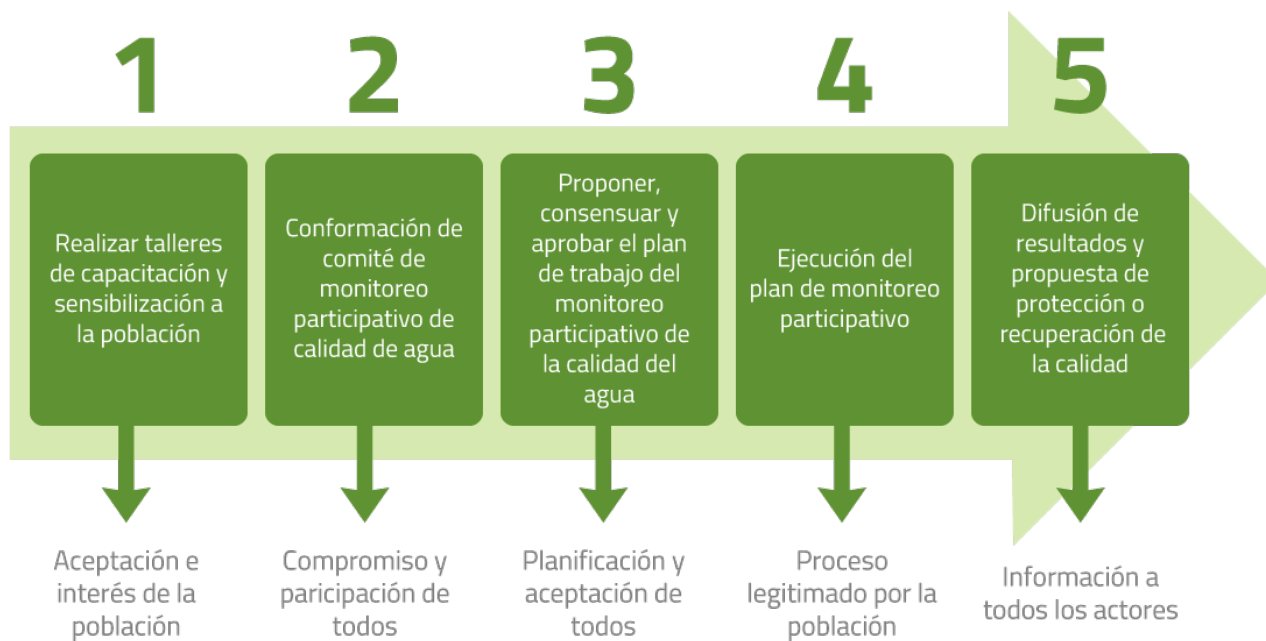 1
Realizar talleres
de capacitación y
sensibilización a
la población
Aceptación e
interés de la
población
2
Conformación de
comité de
monitoreo
participativo de
calidad de agua
Compromiso y
paricipación de
todos
3
Proponer,
consensuar y
aprobar el plan
de trabajo del
monitoreo
participativo de
la calidad del
agua
Planificación y
aceptación de
todos
4
Ejecución del
plan de monitoreo
participativo
Proceso
legitimado por la
población
5
Difusión de
resultados y
propuesta de
protección o
recuperación de
la calidad
Información a
todos los actores